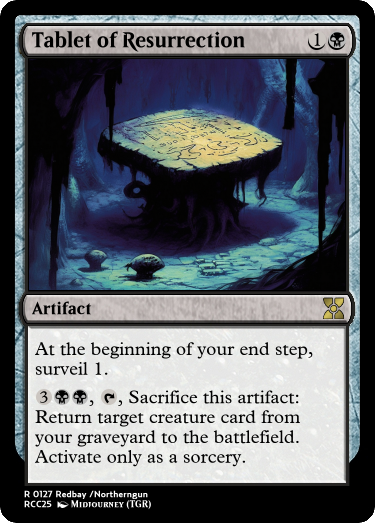 Tablet of Resurrection 1
Artifact
At the beginning of your end step,
surveil 1.
3, , Sacrifice this artifact:
Return target creature card from
your graveyard to the battlefield.
Activate only as a sorcery.
R 0127 Redbay /Northerngun
RCC25 Midjourney (TGR)